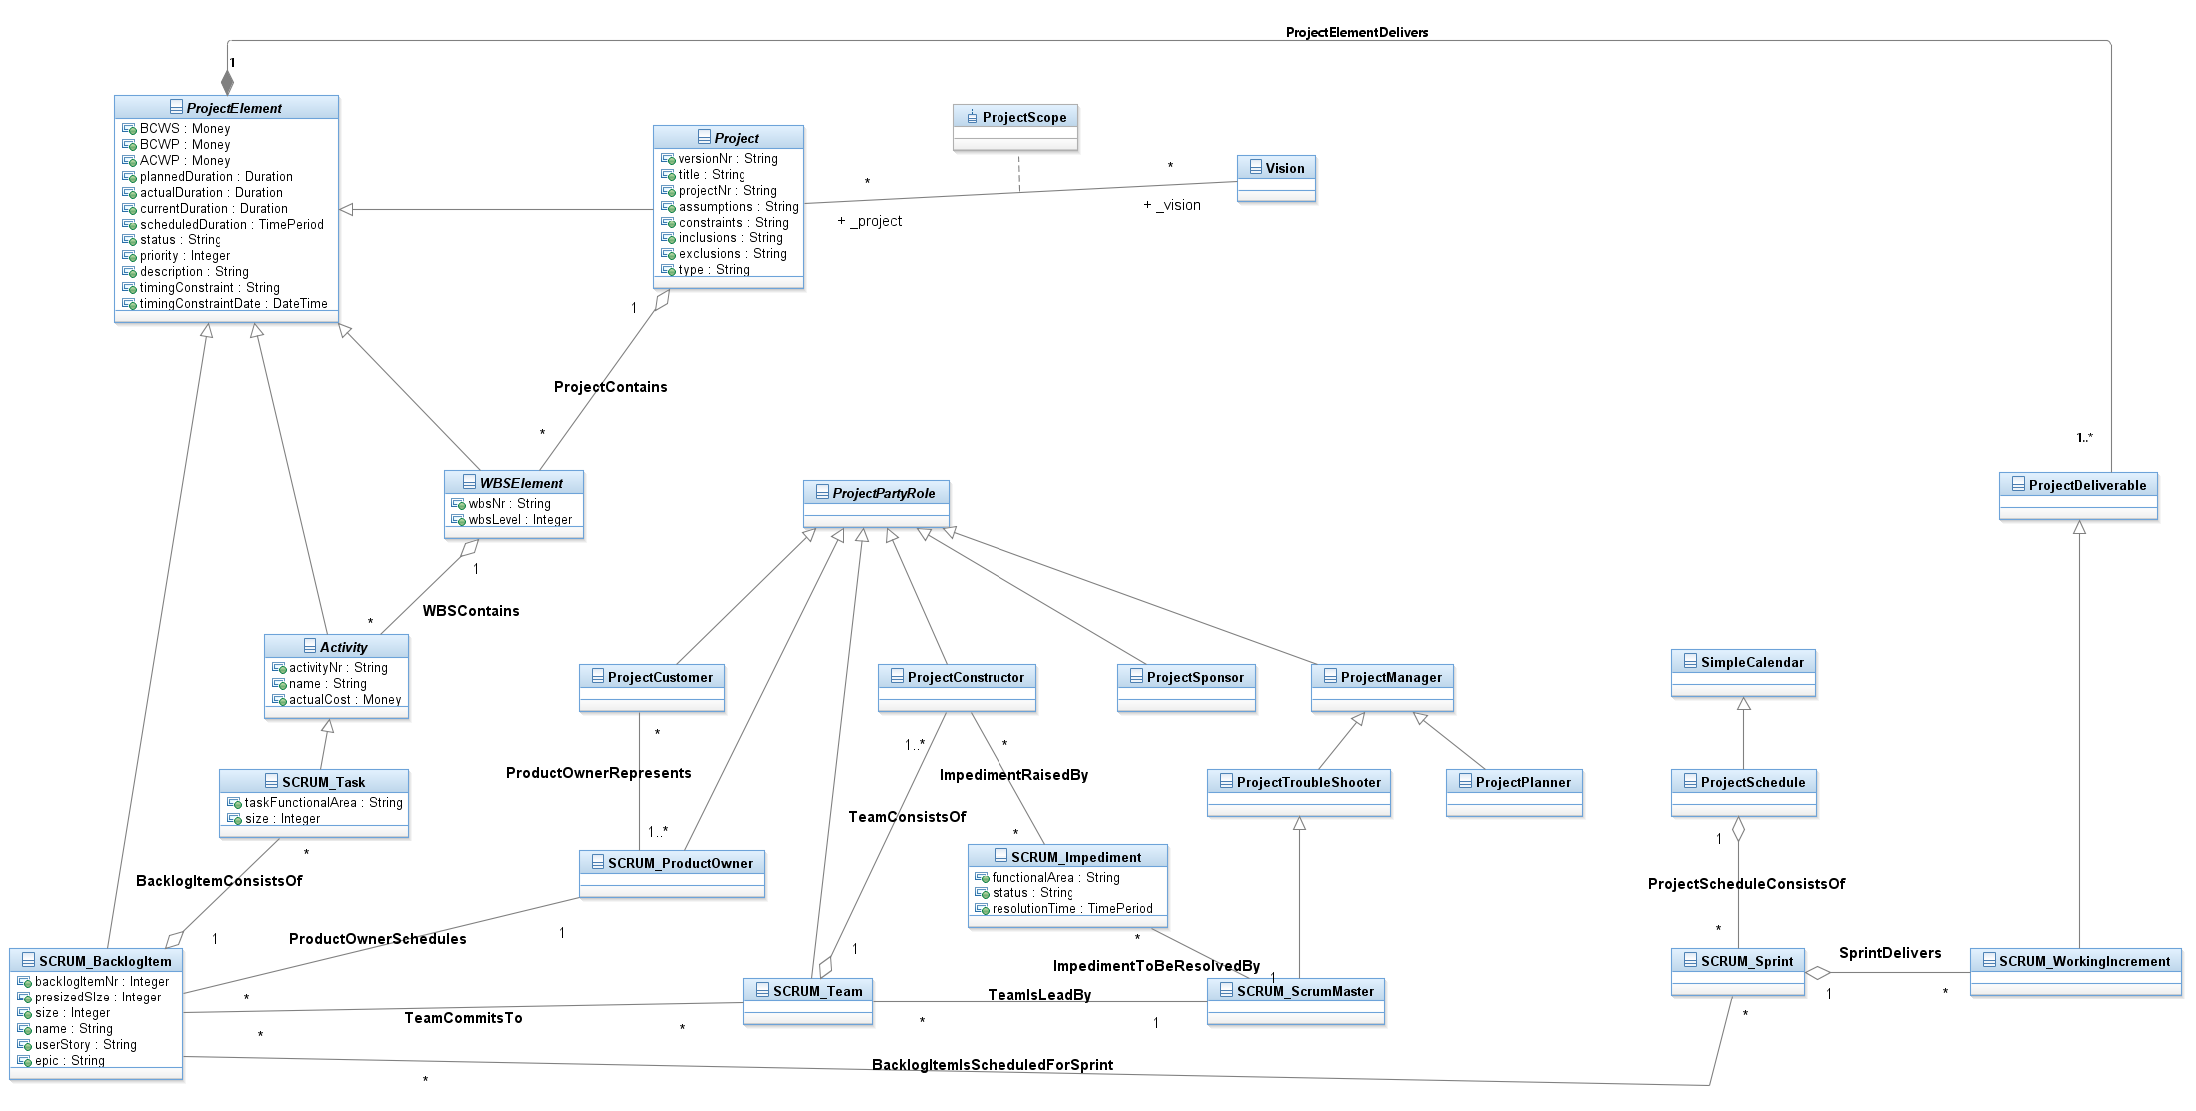 ProjectElementDelivers
1
ProjectElement
BCWS : Money
BCWP : Money
ACWP : Money
plannedDuration : Duration
actualDuration : Duration
currentDuration : Duration
scheduledDuration : TimePeriod
status : String
priority : Integer
description : String
timingConstraint : String
timingConstraintDate : DateTime
Project
versionNr : String
title : String
projectNr : String
assumptions : String
constraints : String
inclusions : String
exclusions : String
type : String
ProjectScope
Vision
*
*
+ _project
+ _vision
1
ProjectContains
*
1..*
WBSElement
wbsNr : String
wbsLevel : Integer
ProjectPartyRole
ProjectDeliverable
1
WBSContains
*
Activity
activityNr : String
name : String
actualCost : Money
ProjectCustomer
ProjectConstructor
ProjectSponsor
ProjectManager
SimpleCalendar
*
1..*
*
ProductOwnerRepresents
ImpedimentRaisedBy
SCRUM_Task
taskFunctionalArea : String
size : Integer
ProjectTroubleShooter
ProjectPlanner
ProjectSchedule
TeamConsistsOf
1..*
*
1
*
SCRUM_ProductOwner
SCRUM_Impediment
functionalArea : String
status : String
resolutionTime : TimePeriod
BacklogItemConsistsOf
ProjectScheduleConsistsOf
1
ProductOwnerSchedules
1
1
*
*
SCRUM_BacklogItem
backlogItemNr : Integer
presizedSIze : Integer
size : Integer
name : String
userStory : String
epic : String
ImpedimentToBeResolvedBy
1
SCRUM_Sprint
SprintDelivers
SCRUM_WorkingIncrement
1
*
*
SCRUM_Team
TeamIsLeadBy
SCRUM_ScrumMaster
*
TeamCommitsTo
*
*
*
1
BacklogItemIsScheduledForSprint
*